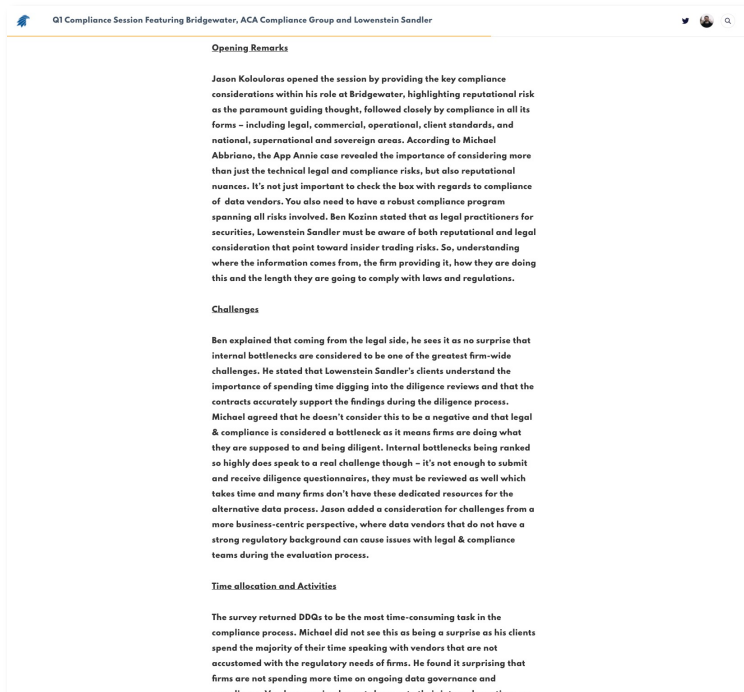 Q1 Compliance Session Featuring Bridgewater, ACA Compliance Group and Lowenstein Sandler
Opening Remarks
Jason Kolouloras opened the session by providing the key compliance
considerations within his role at Bridgewater, highlighting reputational risk
as the paramount guiding thought, followed closely by compliance in all its
forms – including legal, commercial, operational, client standards, and
national, supernational and sovereign areas. According to Michael
Abbriano, the App Annie case revealed the importance of considering more
than just the technical legal and compliance risks, but also reputational
nuances. It's not just important to check the box with regards to compliance
of data vendors. You also need to have a robust compliance program
spanning all risks involved. Ben Kozinn stated that as legal practitioners for
securities, Lowenstein Sandler must be aware of both reputational and legal
consideration that point toward insider trading risks. So, understanding
where the information comes from, the firm providing it, how they are doing
this and the length they are going to comply with laws and regulations.
Challenges
Ben explained that coming from the legal side, he sees it as no surprise that
internal bottlenecks are considered to be one of the greatest firm-wide
challenges. He stated that Lowenstein Sandler's clients understand the
importance of spending time digging into the diligence reviews and that the
contracts accurately support the findings during the diligence process.
Michael agreed that he doesn't consider this to be a negative and that legal
& compliance is considered a bottleneck as it means firms are doing what
they are supposed to and being diligent. Internal bottlenecks being ranked
so highly does speak to a real challenge though – it's not enough to submit
and receive diligence questionnaires, they must be reviewed as well which
takes time and many firms don't have these dedicated resources for the
alternative data process. Jason added a consideration for challenges from a
more business-centric perspective, where data vendors that do not have a
strong regulatory background can cause issues with legal & compliance
teams during the evaluation process.
Time allocation and Activities
The survey returned DDQs to be the most time-consuming task in the
compliance process. Michael did not see this as being a surprise as his clients
spend the majority of their time speaking with vendors that are not
accustomed with the regulatory needs of firms. He found it surprising that
firms are not spending more time on ongoing data governance and